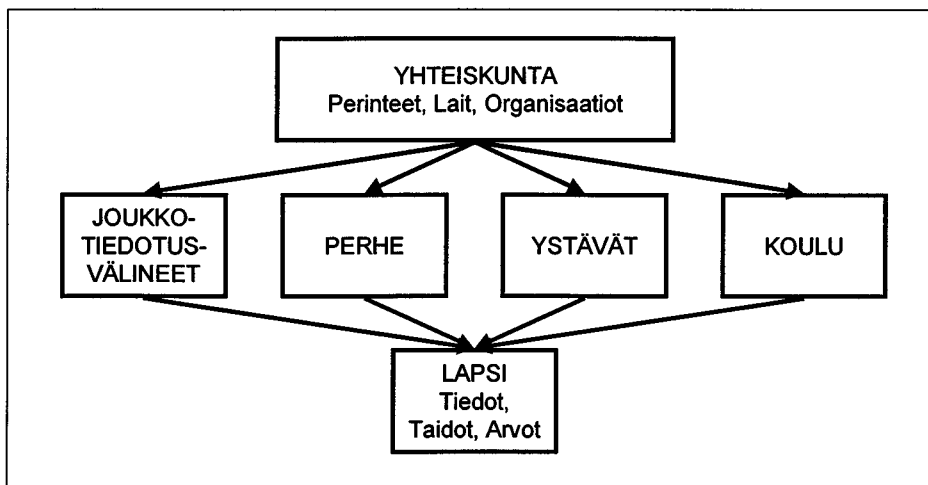 YHTEISKUNTA
Perinteet, Lait, Organisaatiot
JOUKKO-
TIEDOTUS-
VÄLINEET
PERHE
YSTÄVÄT
KOULU
LAPSI
Tiedot,
Taidot, Arvot